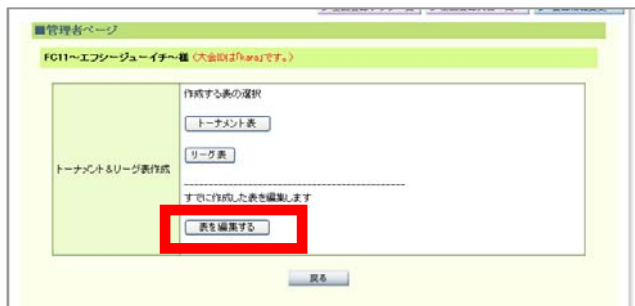 ■管理者ページ
FC11～エフシージューイチ～様（大会IDは「kara」です。）
作成する表の選択
トーナメント表
リーグ表
トーナメント&リーグ表作成
すでに作成した表を編集します
表を編集する
戻る